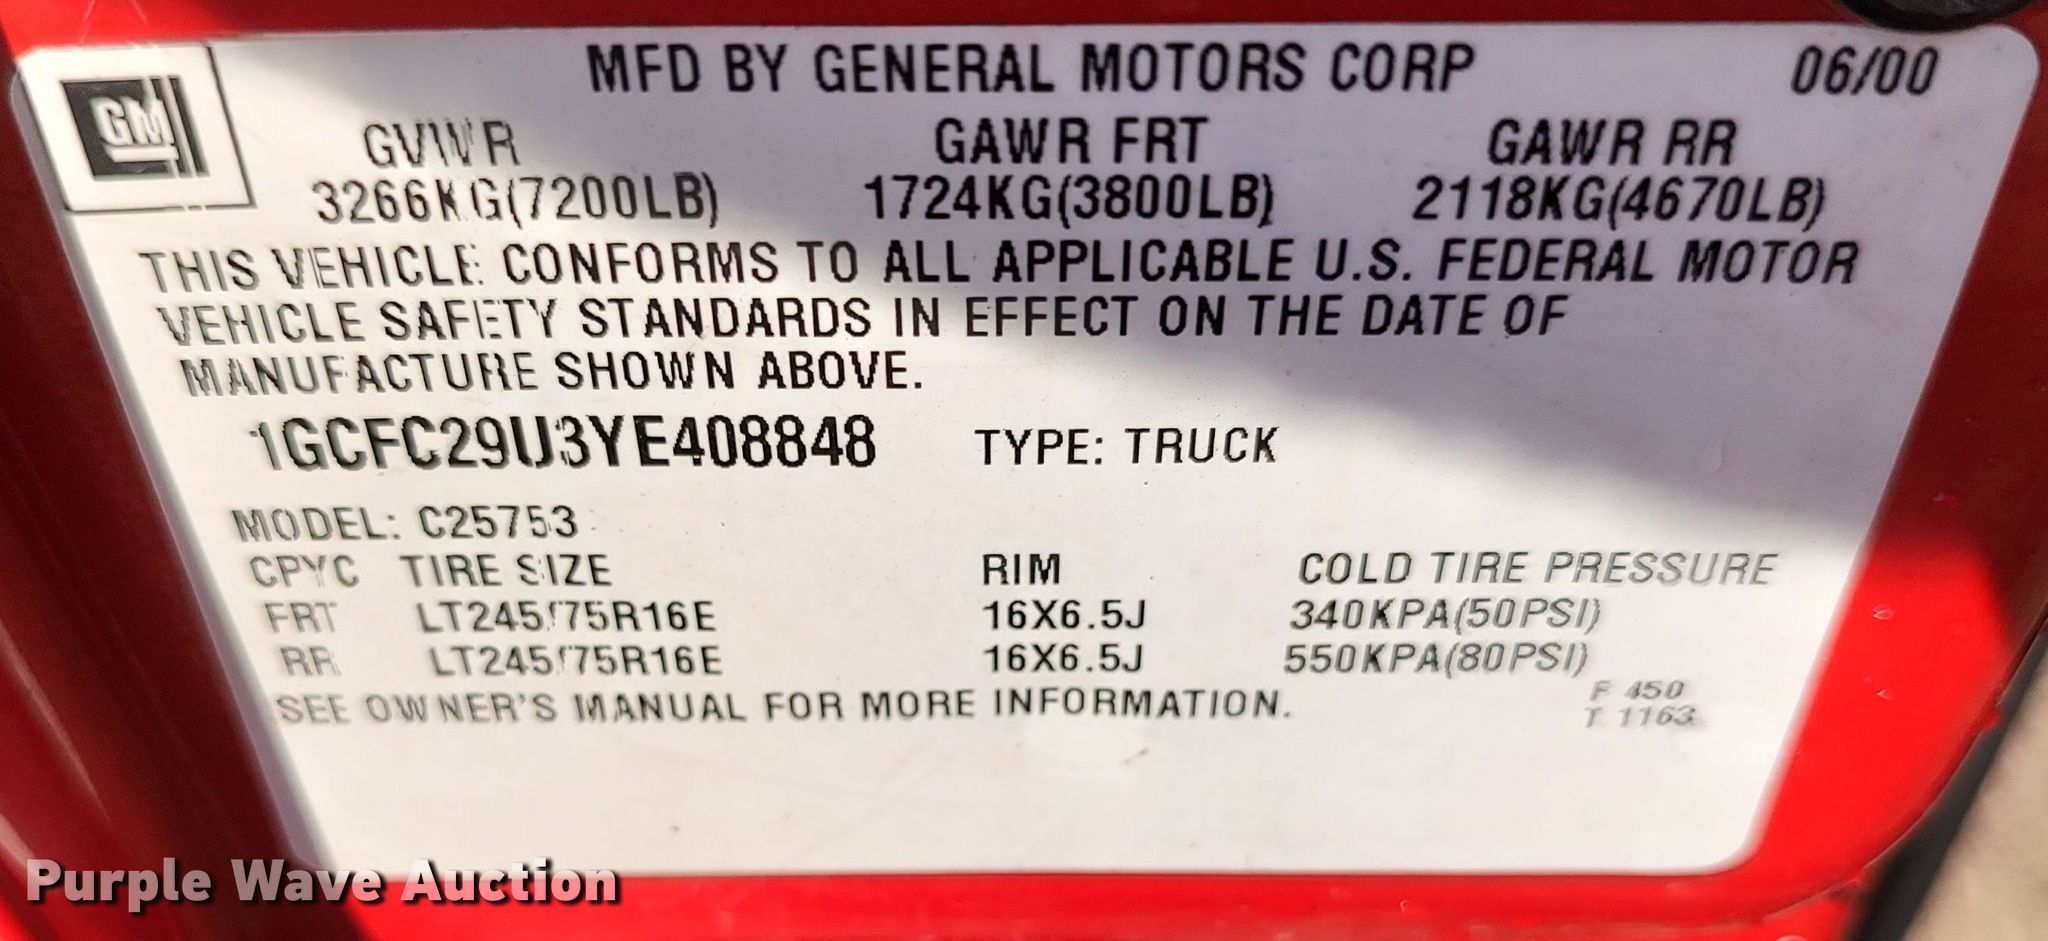 MFD BY GENERAL MOTORS CORP 06/00
GM
GVWR GAWR FRT GAWR RR
3266KG(7200LB) 1724KG(3800LB) 2118KG(4670LB)
THIS VEHICLE CONFORMS TO ALL APPLICABLE U.S. FEDERAL MOTOR
VEHICLE SAFETY STANDARDS IN EFFECT ON THE DATE OF
MANUFACTURE SHOWN ABOVE.
1GCFC29U3YE408848 TYPE: TRUCK
MODEL: C25753
CPYC TIRE SIZE RIM COLD TIRE PRESSURE
FRT LT245/75R16E 16X6.5J 340KPA(50PSI)
RR LT245/75R16E 16X6.5J 550KPA(80PSI)
SEE OWNER'S MANUAL FOR MORE INFORMATION.
F 450
T 1163
Purple Wave Auction